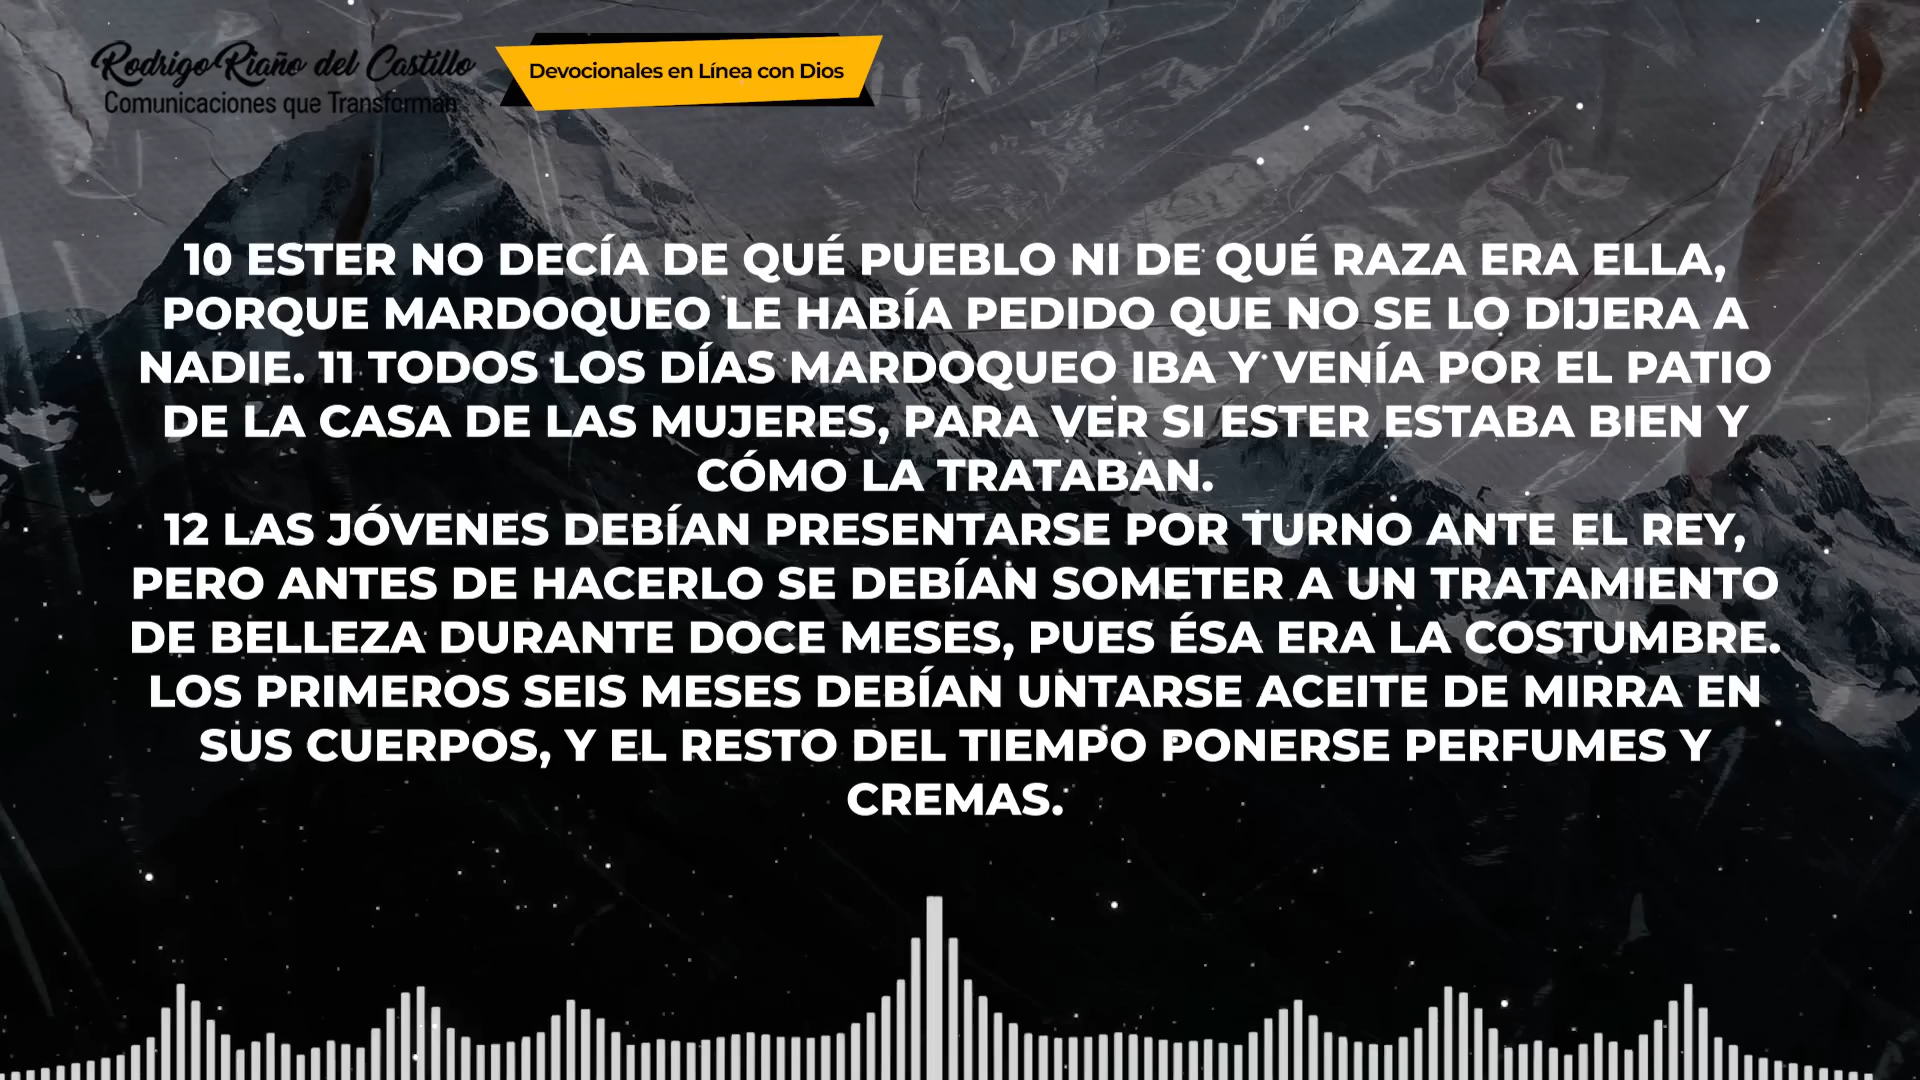 Rodrigo Riaño del Castillo
Comunicaciones que Transforman
Devocionales en Línea con Dios
10 ESTER NO DECÍA DE QUÉ PUEBLO NI DE QUÉ RAZA ERA ELLA,
PORQUE MARDOQUEO LE HABÍA PEDIDO QUE NO SE LO DIJERA A
NADIE. 11 TODOS LOS DÍAS MARDOQUEO IBA Y VENÍA POR EL PATIO
DE LA CASA DE LAS MUJERES, PARA VER SI ESTER ESTABA BIEN Y
CÓMO LA TRATABAN.
12 LAS JÓVENES DEBÍAN PRESENTARSE POR TURNO ANTE EL REY,
PERO ANTES DE HACERLO SE DEBÍAN SOMETER A UN TRATAMIENTO
DE BELLEZA DURANTE DOCE MESES, PUES ÉSA ERA LA COSTUMBRE.
LOS PRIMEROS SEIS MESES DEBÍAN UNTARSE ACEITE DE MIRRA EN
SUS CUERPOS, Y EL RESTO DEL TIEMPO PONERSE PERFUMES Y
CREMAS.